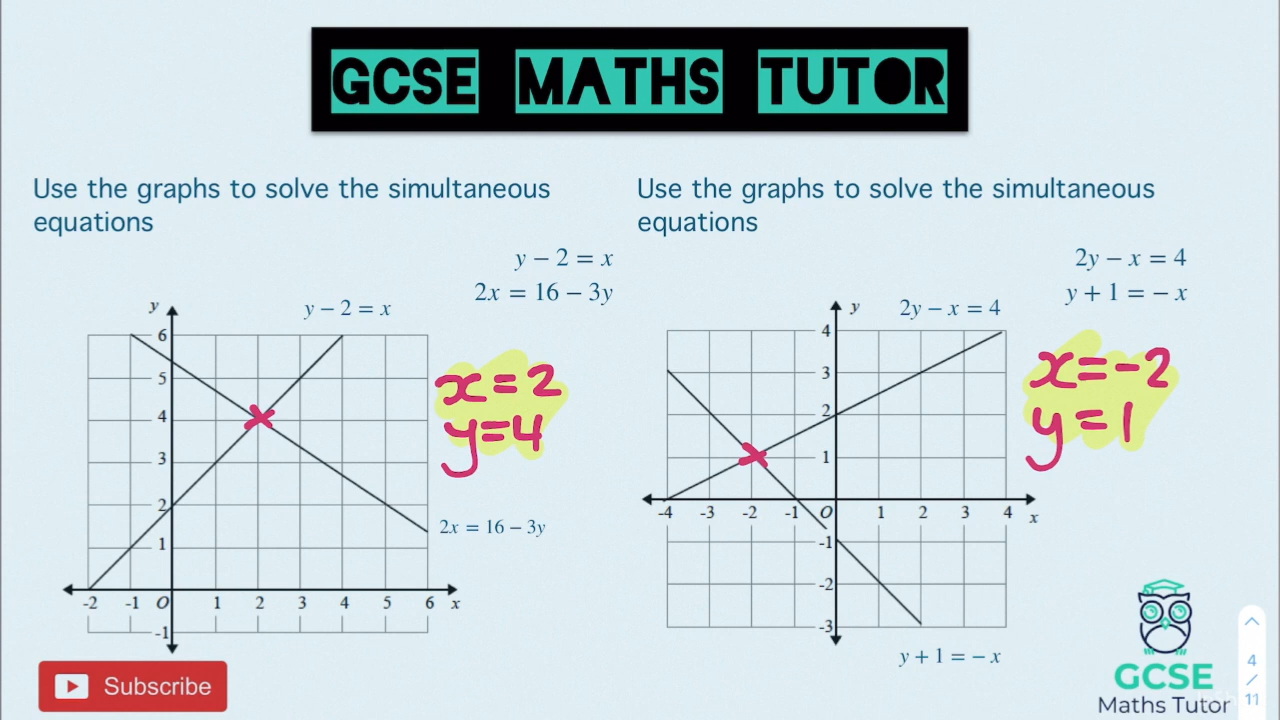 GCSE MATHS TUTOR
Use the graphs to solve the simultaneous
equations
y − 2 = x
2x = 16 − 3y
y
y − 2 = x
6
5
4
3
2
1
-2 -1 O 1 2 3 4 5 6 x
-1
x = 2
y = 4
2x = 16 − 3y
Use the graphs to solve the simultaneous
equations
2y − x = 4
y + 1 = − x
y
2y − x = 4
4
3
2
1
-4 -3 -2 -1 O 1 2 3 4 x
-1
-2
-3
x = -2
y = 1
y + 1 = − x
Subscribe
GCSE
Maths Tutor
4
/
11